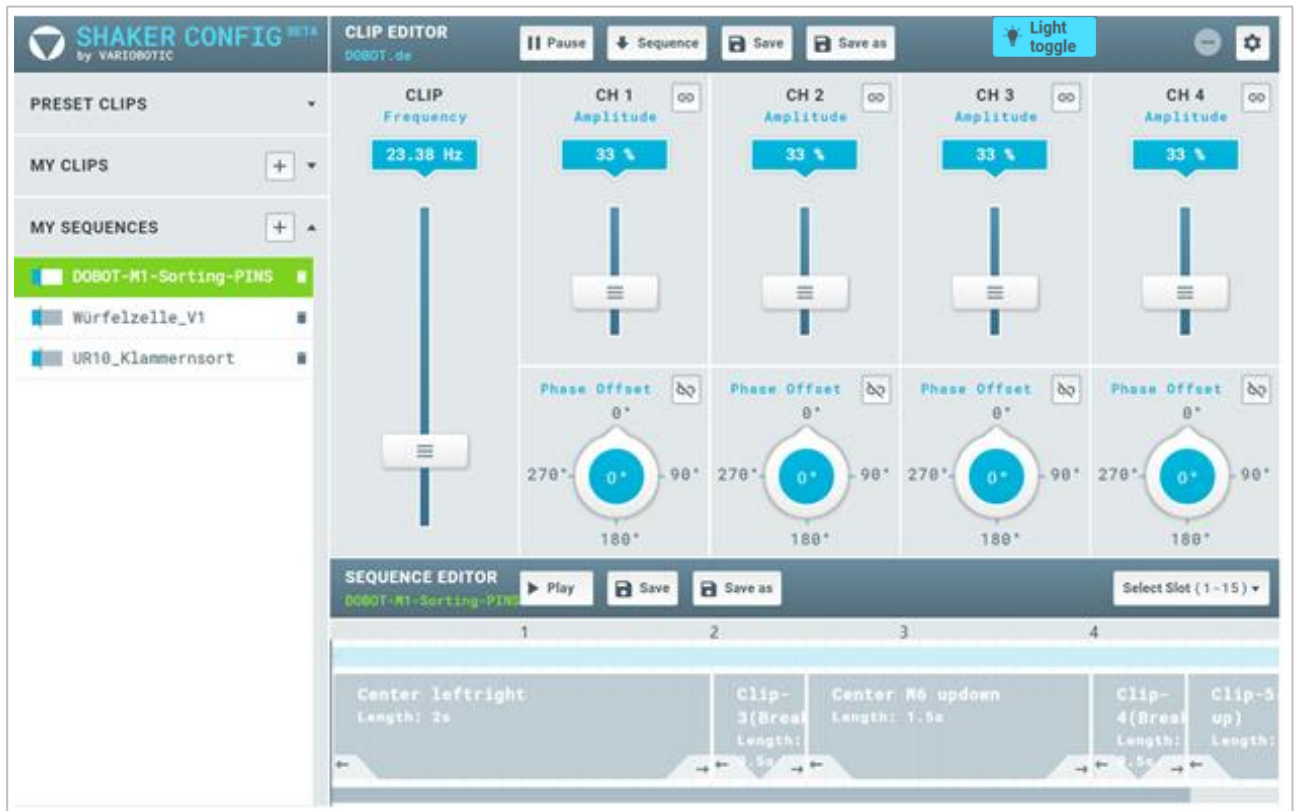 SHAKER CONFIG BETA
by VARIOBOTIC
PRESET CLIPS
MY CLIPS
MY SEQUENCES
DOBOT-M1-Sorting-PINS
Würfelzelle_V1
UR10_Klammernsort
CLIP EDITOR
DOBOT.de
Pause
Sequence
Save
Save as
Light
toggle
CLIP
Frequency
23.38 Hz
CH 1
Amplitude
33 %
CH 2
Amplitude
33 %
CH 3
Amplitude
33 %
CH 4
Amplitude
33 %
Phase Offset
0°
270° 0° 90°
180°
Phase Offset
0°
270° 0° 90°
180°
Phase Offset
0°
270° 0° 90°
180°
Phase Offset
0°
270° 0° 90°
180°
SEQUENCE EDITOR
DOBOT-M1-Sorting-PINS
Play
Save
Save as
Select Slot (1-15)
1 2 3 4
Center leftright
Length: 2s
Clip-
3(Break
Length:
.5s
Center M6 updown
Length: 1.5s
Clip-
4(Break
Length:
.5s
Clip-5
up)
Length: